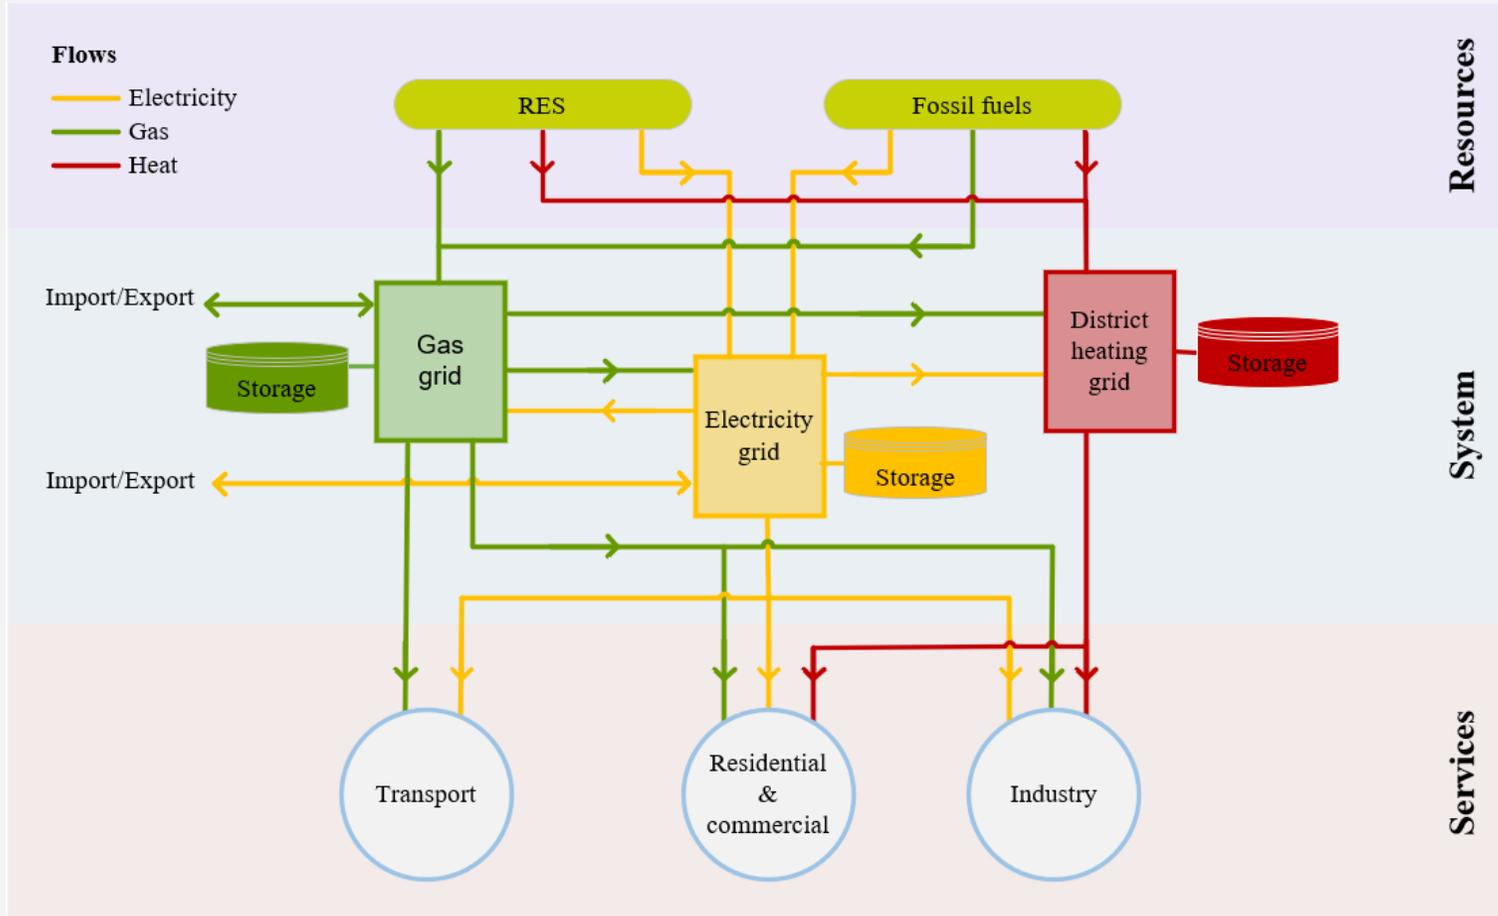 Flows
Electricity
Gas
Heat
RES
Fossil fuels
Resources
Import/Export
Storage
Gas
grid
Import/Export
Electricity
grid
Storage
District
heating
grid
Storage
System
Transport
Residential
&
commercial
Industry
Services